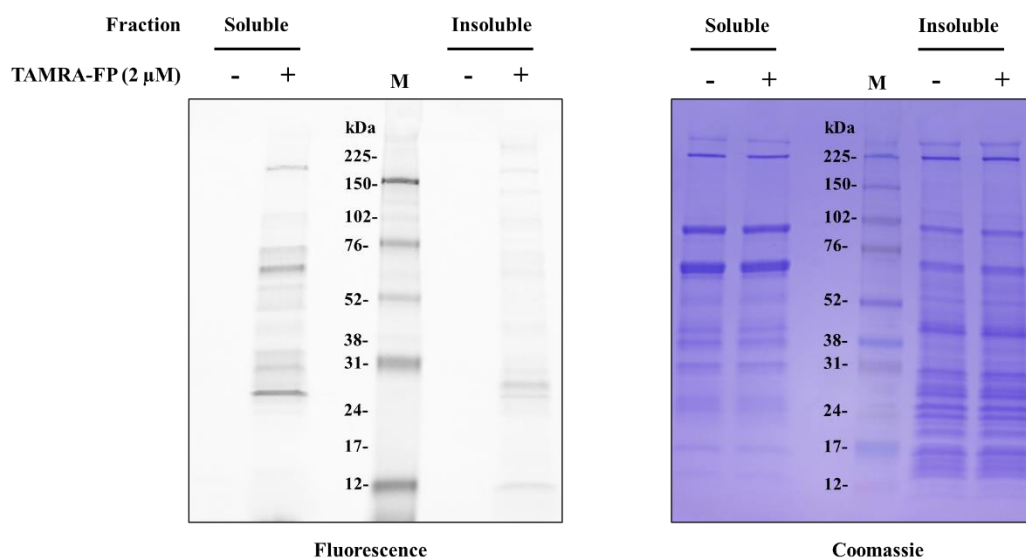 Fraction Soluble Insoluble Soluble Insoluble
TAMRA-FP (2 µM) - + M - + - + M - +
kDa kDa
225- 225-
150- 150-
102- 102-
76- 76-
52- 52-
38- 38-
31- 31-
24- 24-
17- 17-
12- 12-
Fluorescence Coomassie